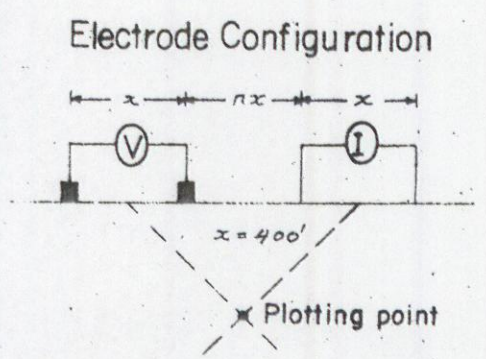 Electrode Configuration
x nx x
V I
x = 400'
Plotting point